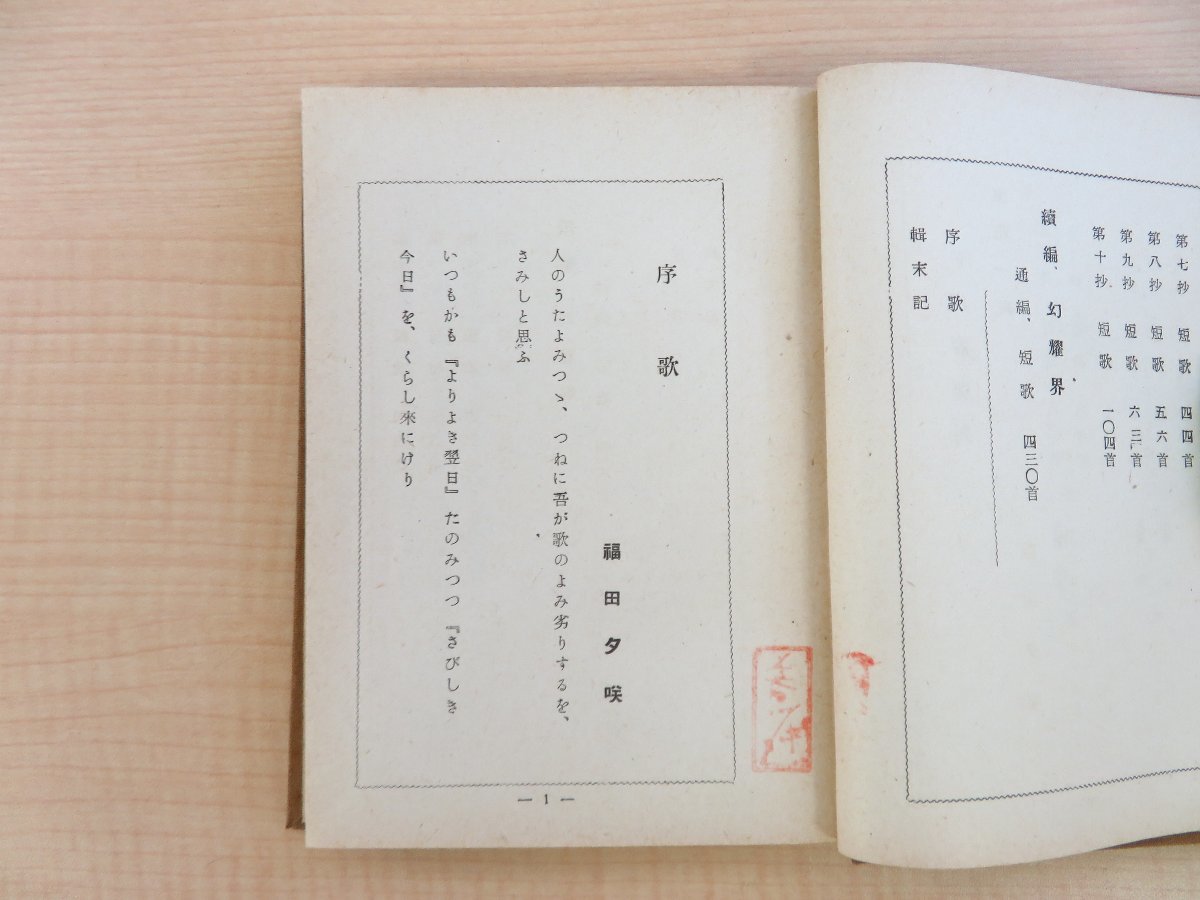 第七抄 短歌 四四首
第八抄 短歌 五六首
第九抄 短歌 六三首
第十抄 短歌 一〇四首
續編、幻耀界
通編、短歌 四三〇首
序歌
輯末記
序歌
福田夕咲
人のうたよみつゝ、つねに吾が歌のよみ劣りするを、
さみしと思ふ
いつもかも『よりよき翌日』たのみつつ『さびしき
今日』を、くらし來にけり
— 1 —